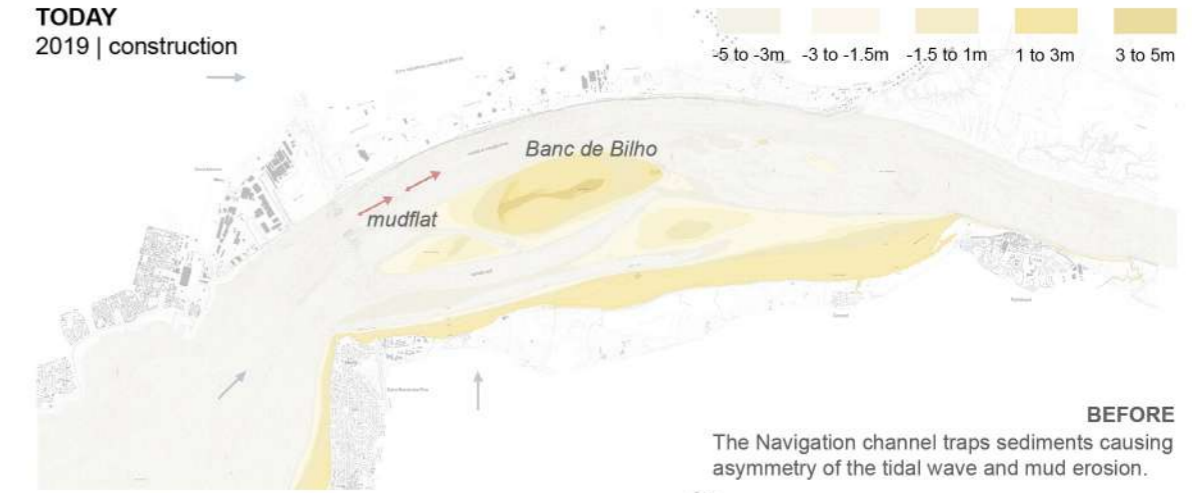 TODAY
2019 | construction
-5 to -3m -3 to -1.5m -1.5 to 1m 1 to 3m 3 to 5m
Banc de Bilho
mudflat
BEFORE
The Navigation channel traps sediments causing
asymmetry of the tidal wave and mud erosion.